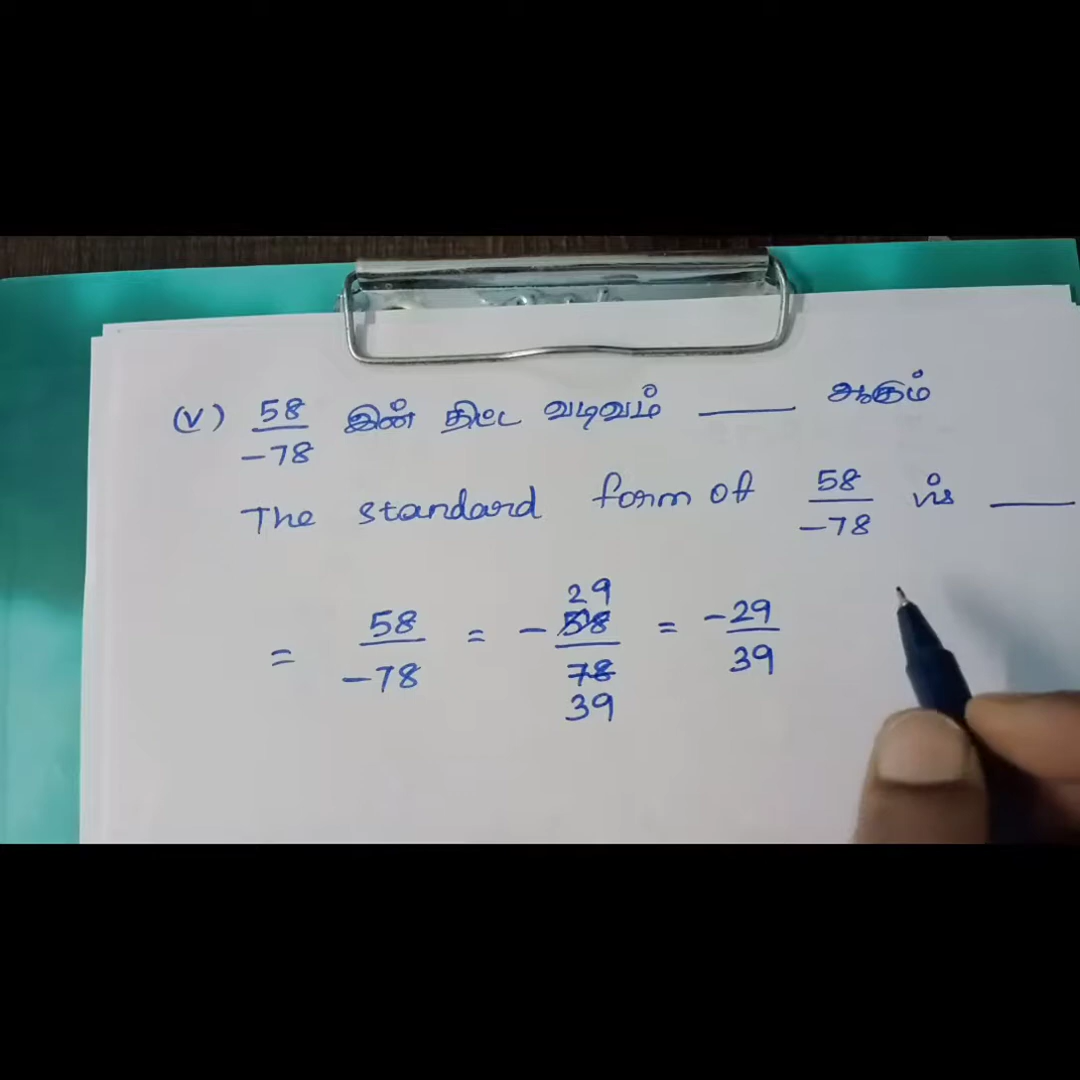 (v) 58/-78 இன் திட்ட வடிவம் ____ ஆகும்
The standard form of 58/-78 is ____
= 58/-78 = - 58/78 = -29/39
29
39